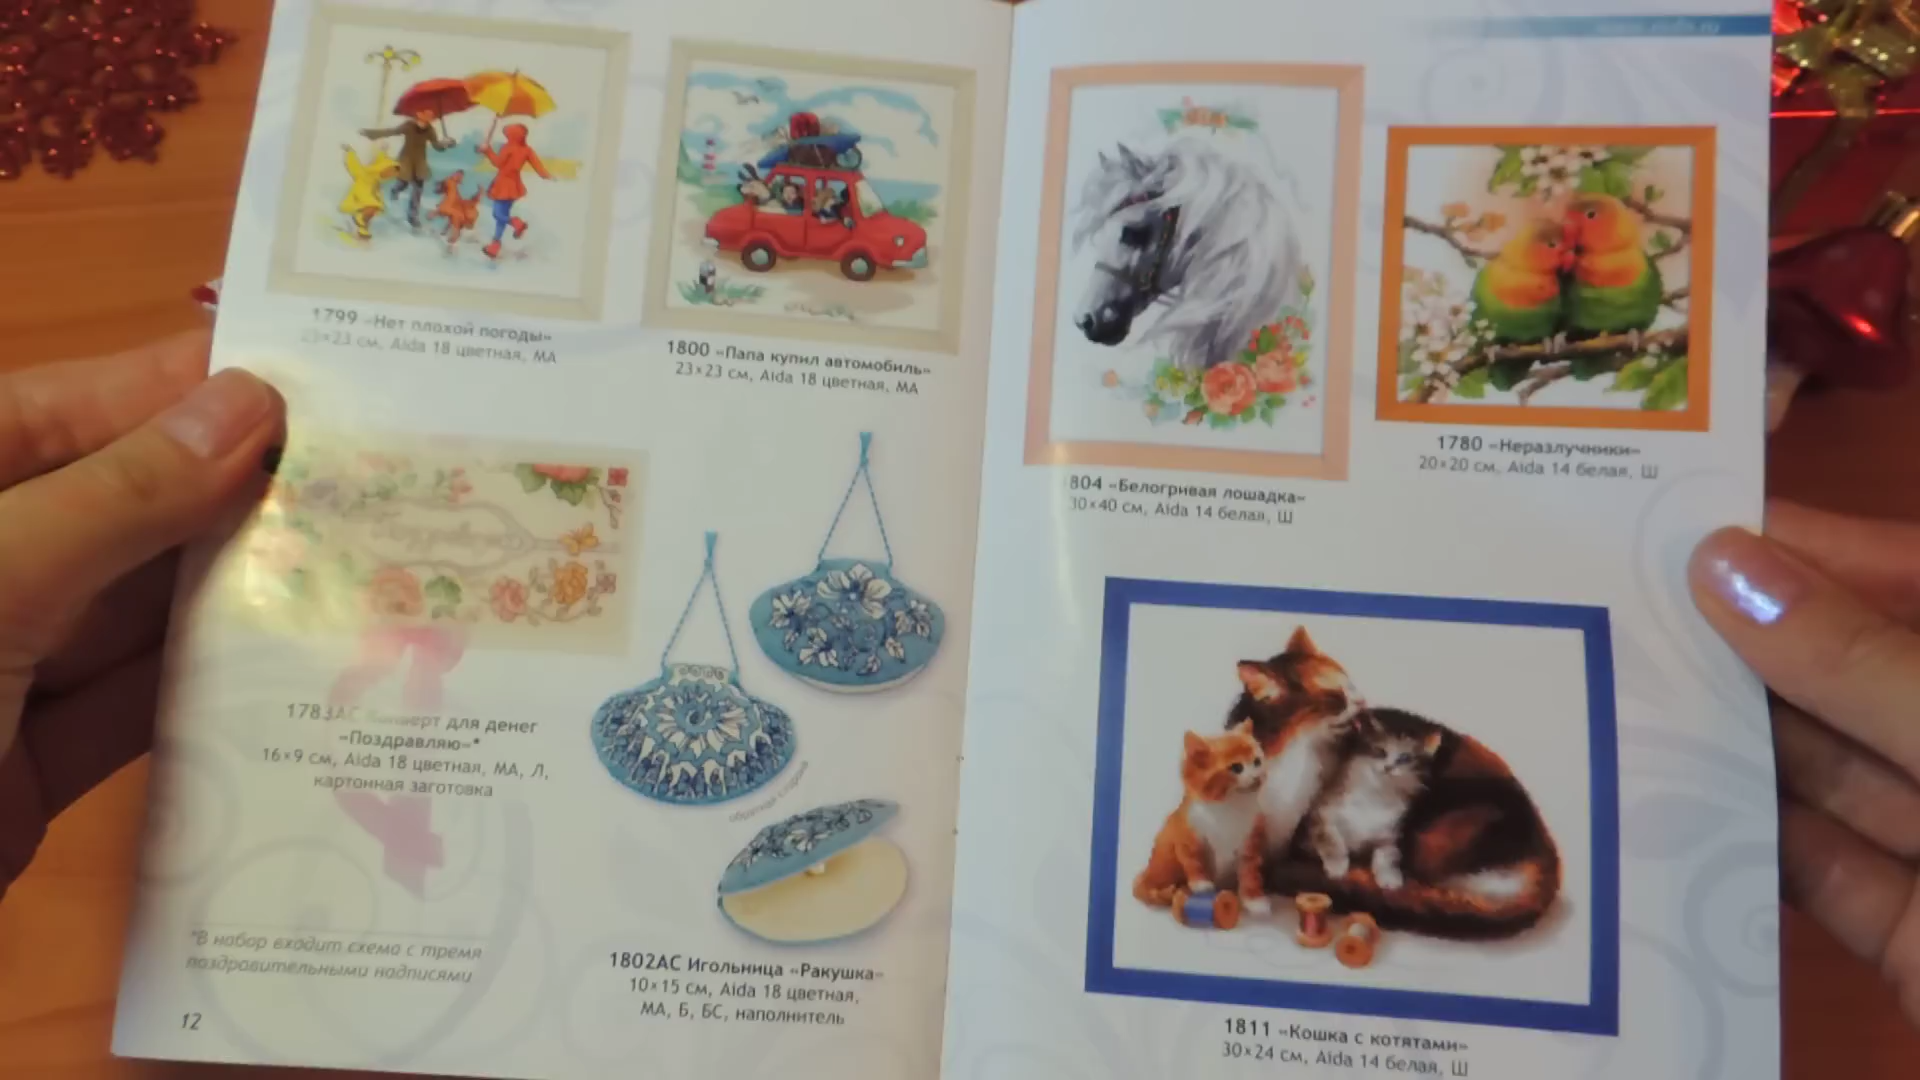 1799 «Нет плохой погоды»
23×23 см, Aida 18 цветная, МА
1800 «Папа купил автомобиль»
23×23 см, Aida 18 цветная, МА
1783АС Конверт для денег
«Поздравляю»*
16×9 см, Aida 18 цветная, МА, Л,
картонная заготовка
обратная сторона
*В набор входит схема с тремя
поздравительными надписями
1802АС Игольница «Ракушка»
10×15 см, Aida 18 цветная,
МА, Б, БС, наполнитель
12
804 «Белогривая лошадка»
30×40 см, Aida 14 белая, Ш
1780 «Неразлучники»
20×20 см, Aida 14 белая, Ш
1811 «Кошка с котятами»
30×24 см, Aida 14 белая, Ш